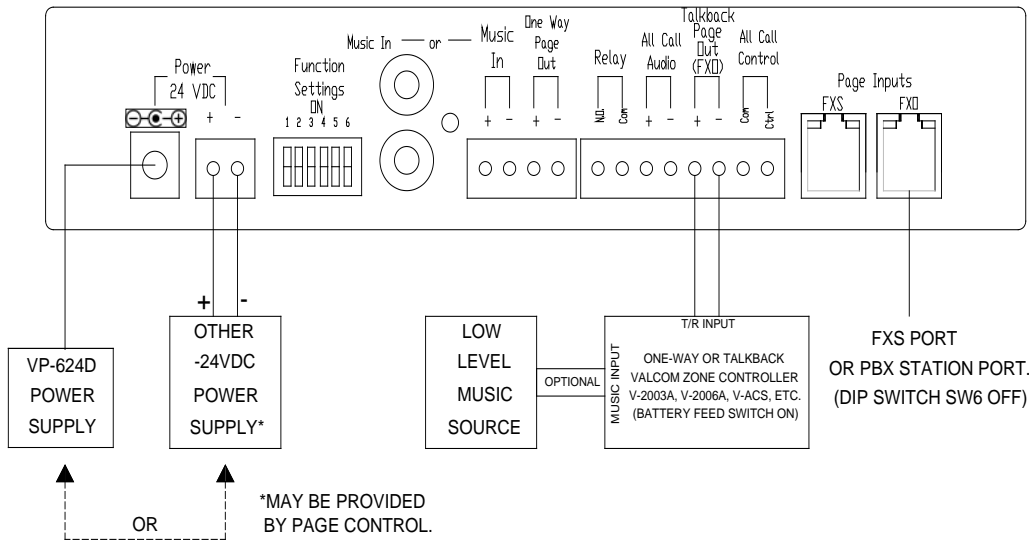 Power
24 VDC
+ -
Function
Settings
ON
1 2 3 4 5 6
Music In — or —
Music
In
+ -
One Way
Page
Out
+ -
Relay
N.O.
Com
All Call
Audio
+ -
Talkback
Page
Out
(FXO)
+ -
All Call
Control
Com
Ctrl
Page Inputs
FXS
FXO
+ -
VP-624D
POWER
SUPPLY
OTHER
-24VDC
POWER
SUPPLY*
OR
*MAY BE PROVIDED
BY PAGE CONTROL.
LOW
LEVEL
MUSIC
SOURCE
OPTIONAL
MUSIC INPUT
T/R INPUT
ONE-WAY OR TALKBACK
VALCOM ZONE CONTROLLER
V-2003A, V-2006A, V-ACS, ETC.
(BATTERY FEED SWITCH ON)
FXS PORT
OR PBX STATION PORT.
(DIP SWITCH SW6 OFF)